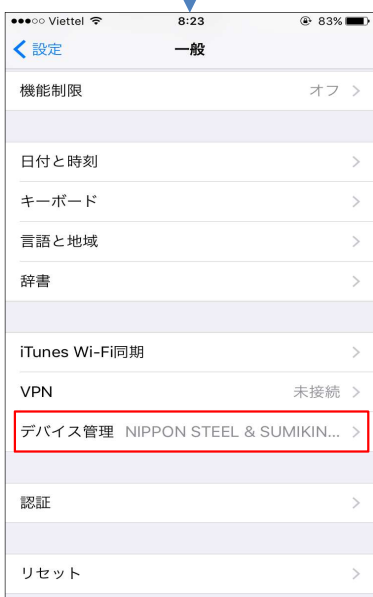 Viettel 8:23 83%
設定 一般
機能制限 オフ
日付と時刻
キーボード
言語と地域
辞書
iTunes Wi-Fi同期
VPN 未接続
デバイス管理 NIPPON STEEL & SUMIKIN...
認証
リセット